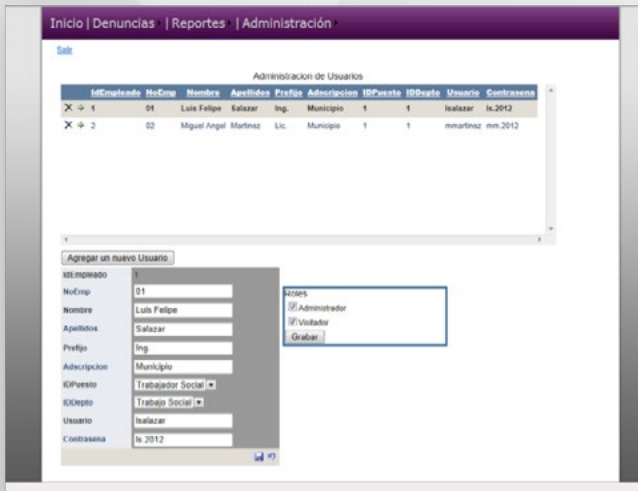 Inicio | Denuncias | Reportes | Administración
Salir
Administracion de Usuarios
IdEmpleado NoEmp Nombre Apellidos Prefijo Adscripcion IDPuesto IDDepto Usuario Contrasena
1 01 Luis Felipe Salazar Ing. Municipio 1 1 lsalazar ls.2012
2 02 Miguel Angel Martinez Lic. Municipio 1 1 mmartinez mm.2012
Agregar un nuevo Usuario
IdEmpleado 1
NoEmp 01
Nombre Luis Felipe
Apellidos Salazar
Prefijo Ing.
Adscripcion Municipio
IDPuesto Trabajador Social
IDDepto Trabajo Social
Usuario lsalazar
Contrasena ls.2012
Roles
Administrador
Visitador
Grabar